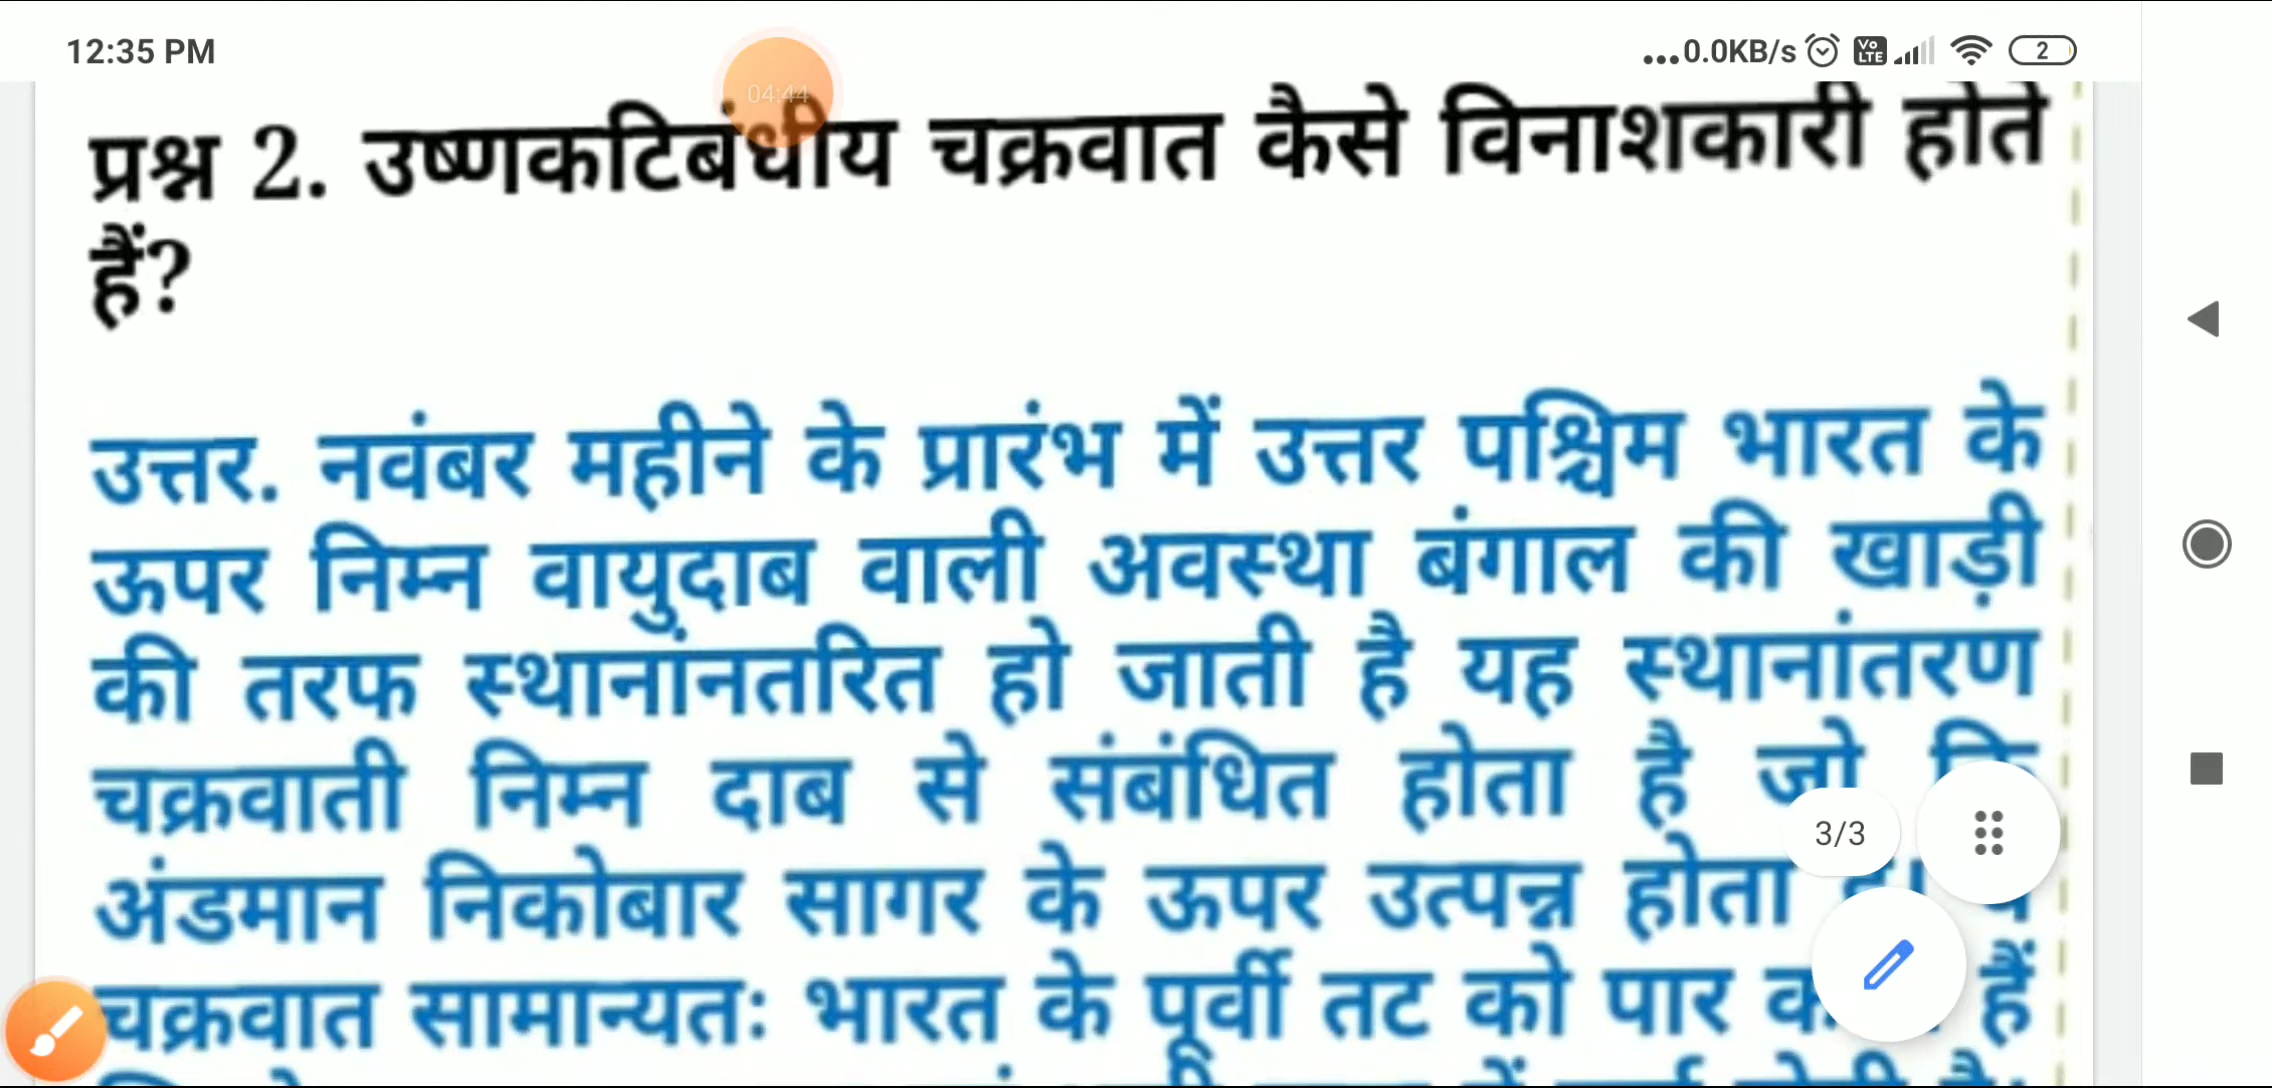 12:35 PM
...0.0KB/s Vo LTE 2
04:44
प्रश्न 2. उष्णकटिबंधीय चक्रवात कैसे विनाशकारी होते
हैं?
उत्तर. नवंबर महीने के प्रारंभ में उत्तर पश्चिम भारत के
ऊपर निम्न वायुदाब वाली अवस्था बंगाल की खाड़ी
की तरफ स्थानांनतरित हो जाती है यह स्थानांतरण
चक्रवाती निम्न दाब से संबंधित होता है जो कि
अंडमान निकोबार सागर के ऊपर उत्पन्न होता
3/3
चक्रवात सामान्यतः भारत के पूर्वी तट को पार हैं